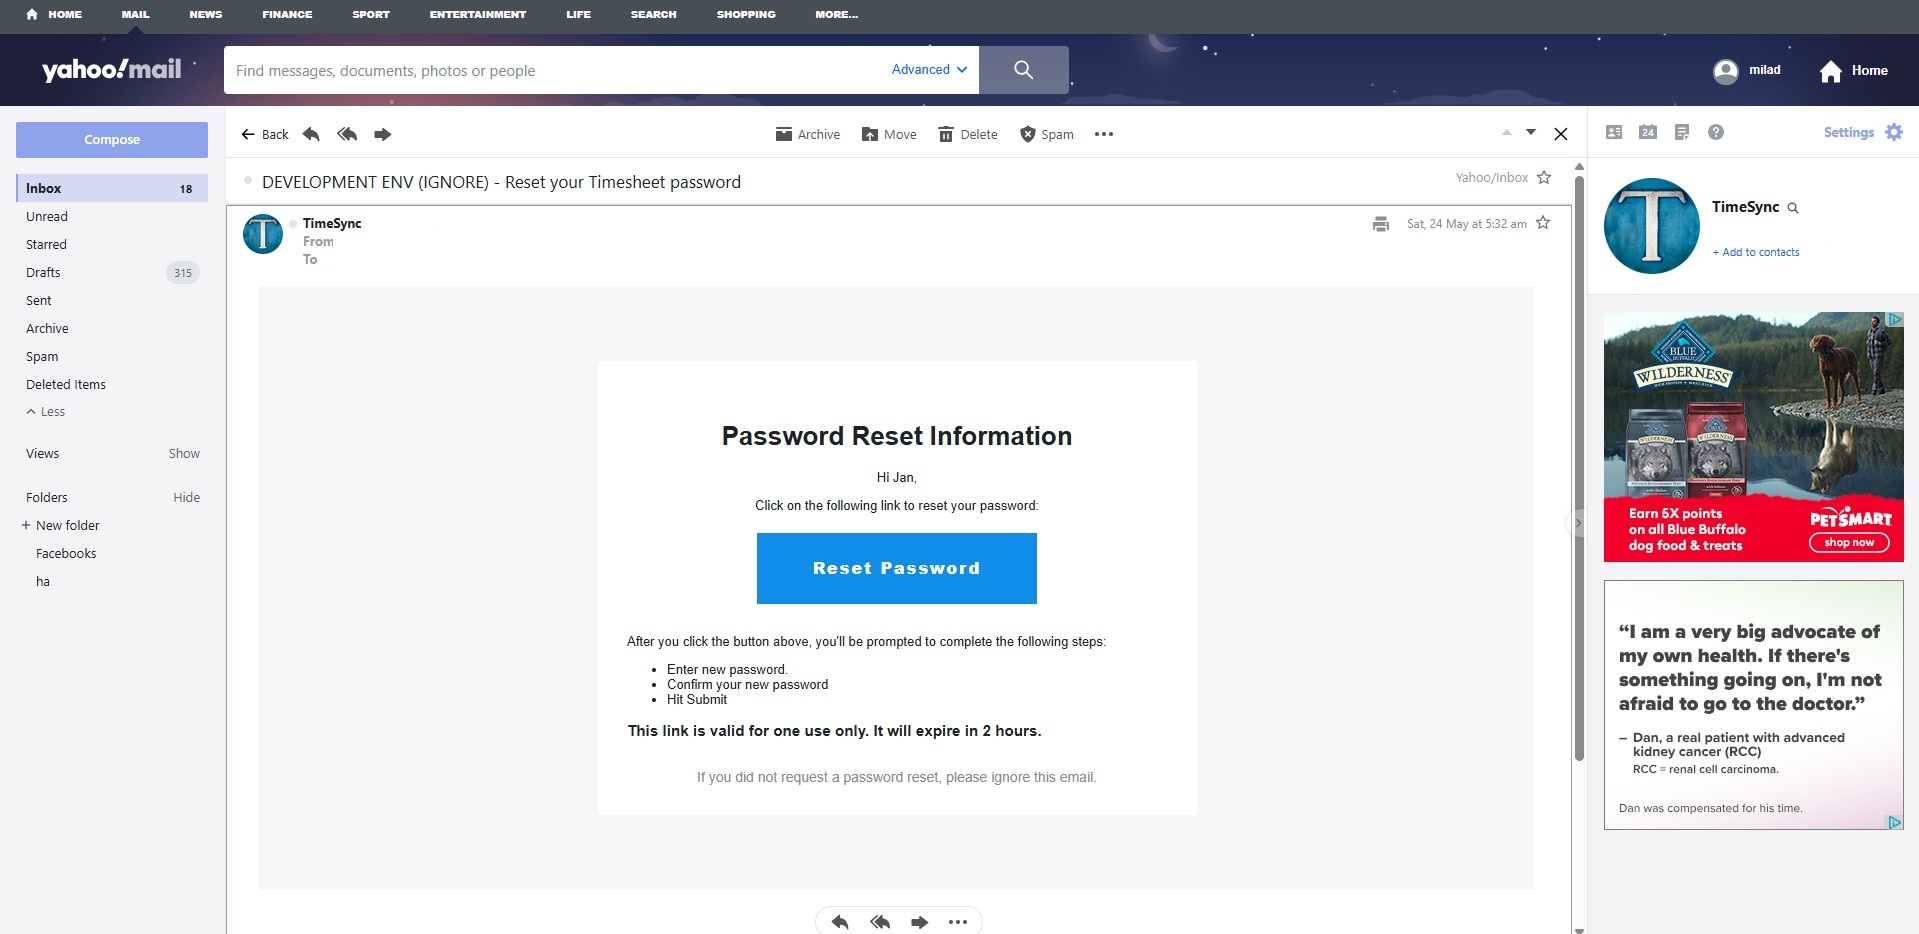 HOME MAIL NEWS FINANCE SPORT ENTERTAINMENT LIFE SEARCH SHOPPING MORE...
yahoo!mail
Find messages, documents, photos or people
Advanced
milad
Home
Compose
Back
Archive
Move
Delete
Spam
24
Settings
Inbox 18
Unread
Starred
Drafts 315
Sent
Archive
Spam
Deleted Items
Less
Views Show
Folders Hide
+ New folder
Facebooks
ha
DEVELOPMENT ENV (IGNORE) - Reset your Timesheet password
Yahoo/Inbox
T
TimeSync
From
To
Sat, 24 May at 5:32 am
Password Reset Information
Hi Jan,
Click on the following link to reset your password:
Reset Password
After you click the button above, you'll be prompted to complete the following steps:
• Enter new password.
• Confirm your new password
• Hit Submit
This link is valid for one use only. It will expire in 2 hours.
If you did not request a password reset, please ignore this email.
T
TimeSync
+ Add to contacts
BLUE
WILDERNESS
BLUE
WILDERNESS
BLUE
WILDERNESS
Earn 5X points
on all Blue Buffalo
dog food & treats
PETSMART
shop now
“I am a very big advocate of
my own health. If there's
something going on, I'm not
afraid to go to the doctor.”
– Dan, a real patient with advanced
kidney cancer (RCC)
RCC = renal cell carcinoma.
Dan was compensated for his time.